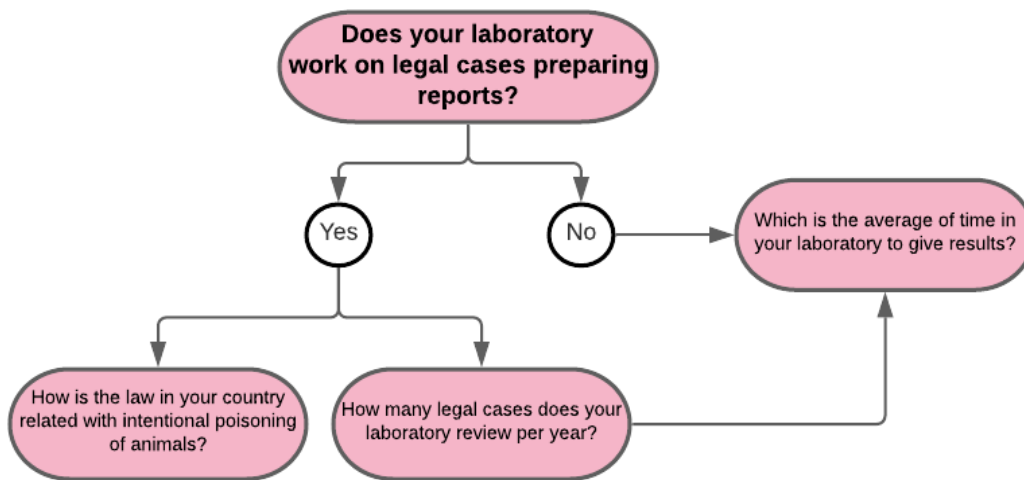 Does your laboratory
work on legal cases preparing
reports?
Yes
No
Which is the average of time in
your laboratory to give results?
How is the law in your country
related with intentional poisoning
of animals?
How many legal cases does your
laboratory review per year?